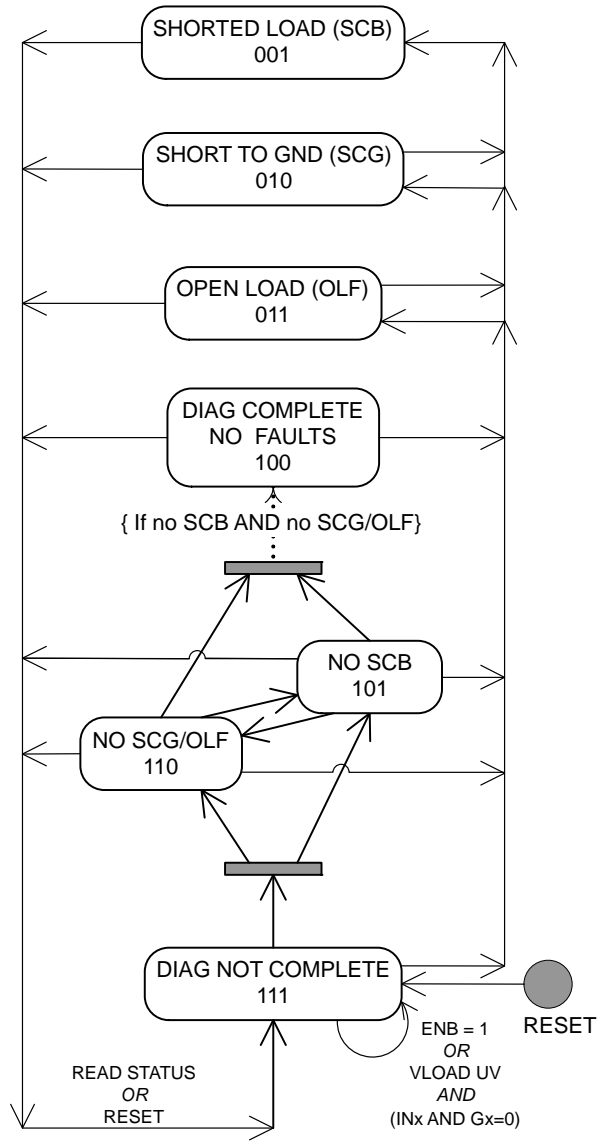 SHORTED LOAD (SCB)
001
SHORT TO GND (SCG)
010
OPEN LOAD (OLF)
011
DIAG COMPLETE
NO FAULTS
100
{ If no SCB AND no SCG/OLF}
NO SCB
101
NO SCG/OLF
110
DIAG NOT COMPLETE
111
RESET
ENB = 1
OR
VLOAD UV
AND
(INx AND Gx=0)
READ STATUS
OR
RESET